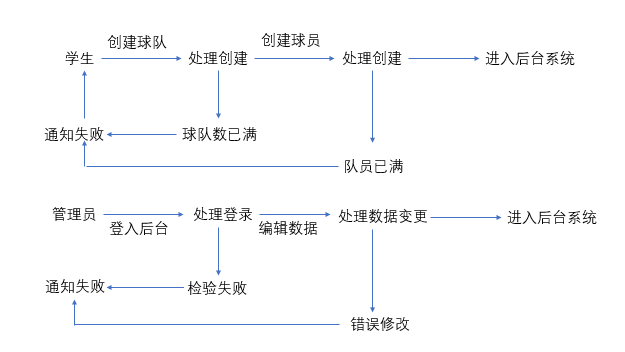 创建球队
创建球员
学生
处理创建
处理创建
进入后台系统
通知失败
球队数已满
队员已满
管理员
登入后台
处理登录
编辑数据
处理数据变更
进入后台系统
通知失败
检验失败
错误修改